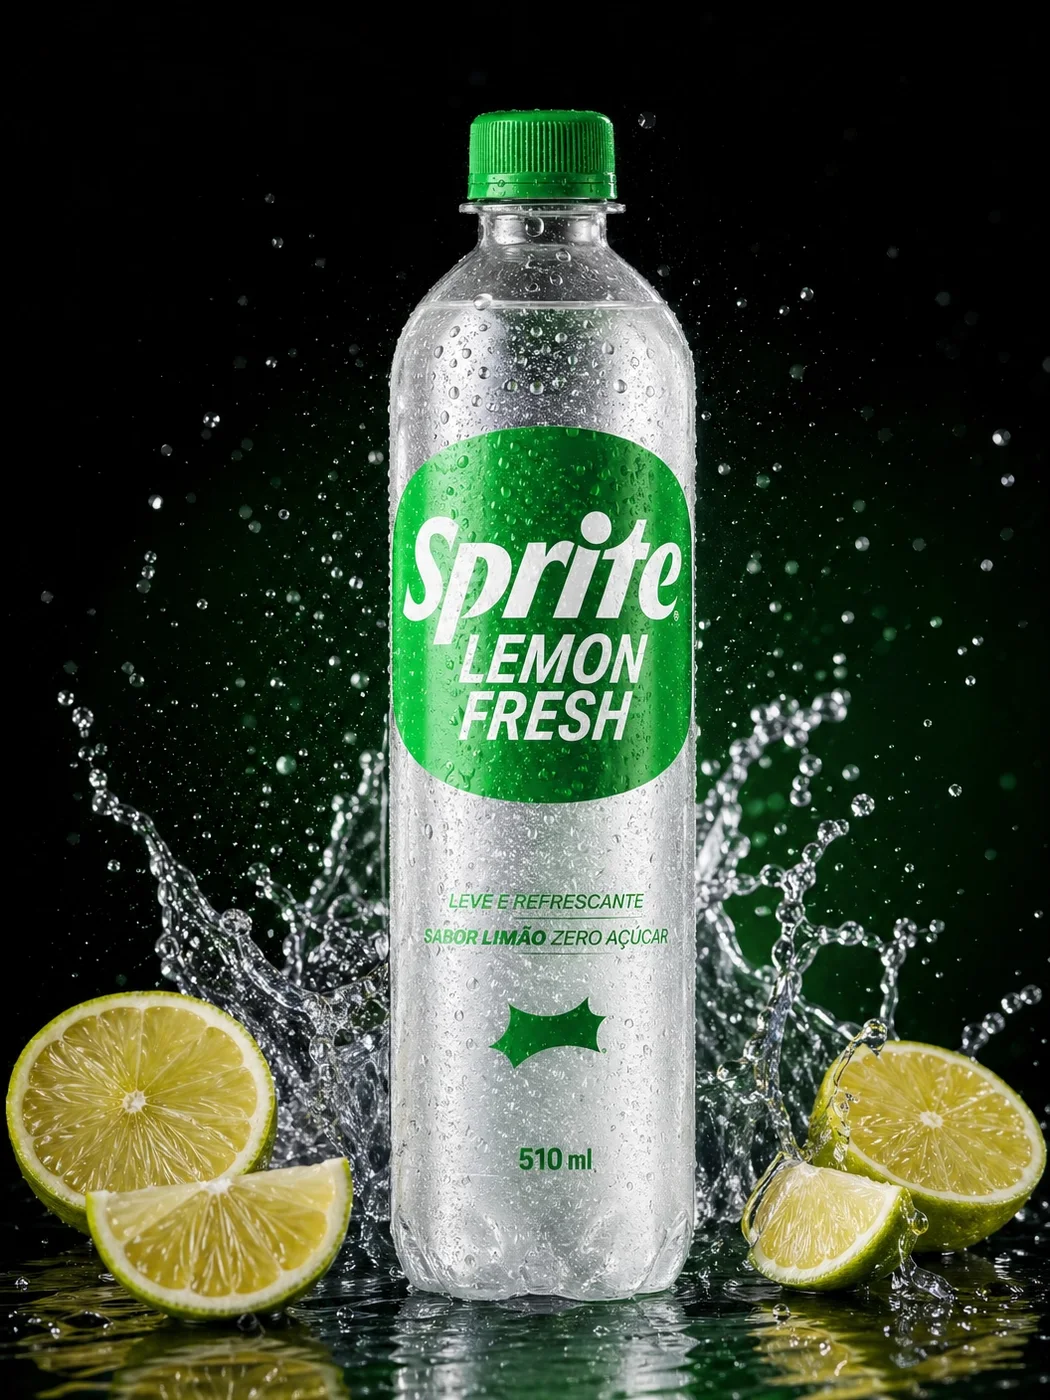 Sprite
LEMON
FRESH
LEVE E REFRESCANTE
SABOR LIMÃO ZERO AÇÚCAR
510 ml